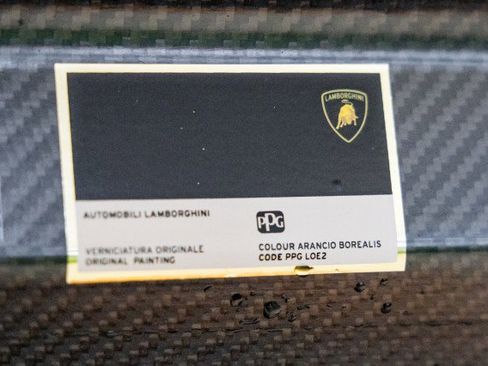 LAMBORGHINI
AUTOMOBILI LAMBORGHINI
PPG
VERNICIATURA ORIGINALE
ORIGINAL PAINTING
COLOUR ARANCIO BOREALIS
CODE PPG LOE2